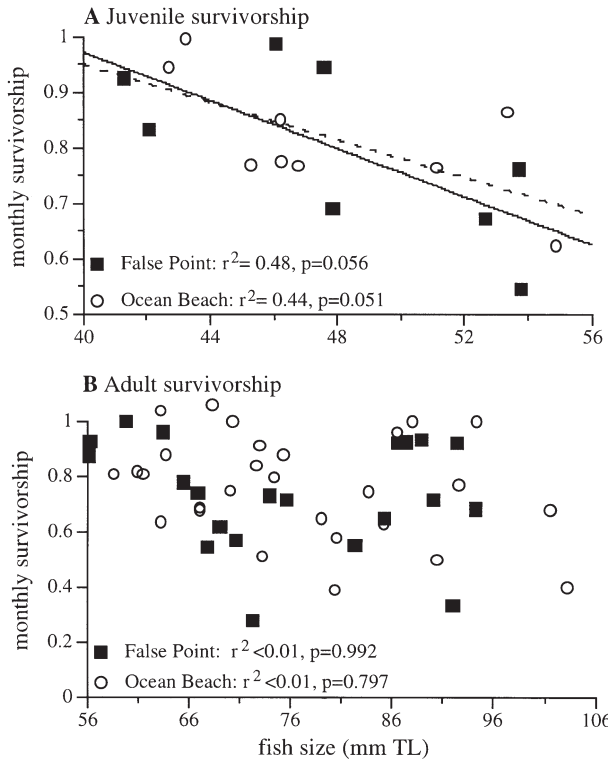 A Juvenile survivorship
monthly survivorship
1
0.9
0.8
0.7
0.6
0.5
False Point: r2= 0.48, p=0.056
Ocean Beach: r2= 0.44, p=0.051
40 44 48 52 56
B Adult survivorship
monthly survivorship
1
0.8
0.6
0.4
0.2
0
False Point: r2 <0.01, p=0.992
Ocean Beach: r2 <0.01, p=0.797
56 66 76 86 96 106
fish size (mm TL)